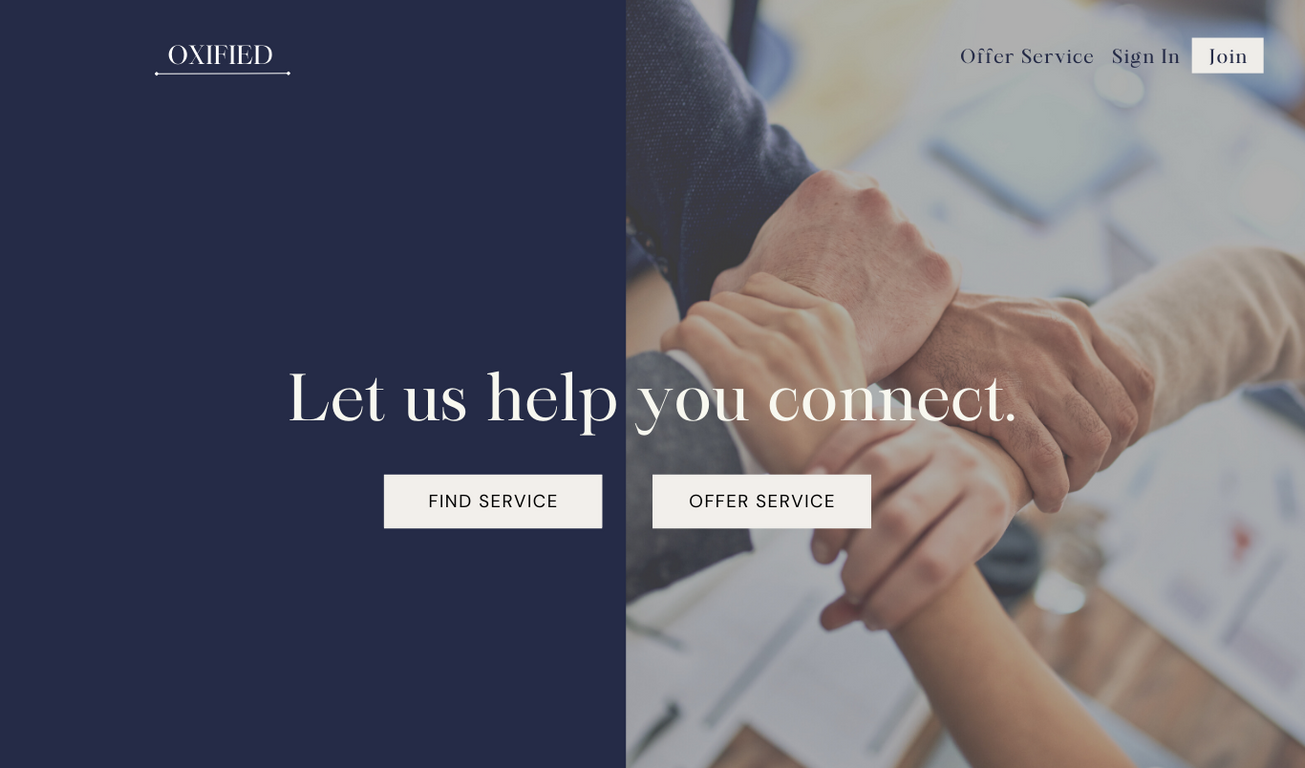 OXIFIED
Offer Service Sign In Join
Let us help you connect.
FIND SERVICE OFFER SERVICE